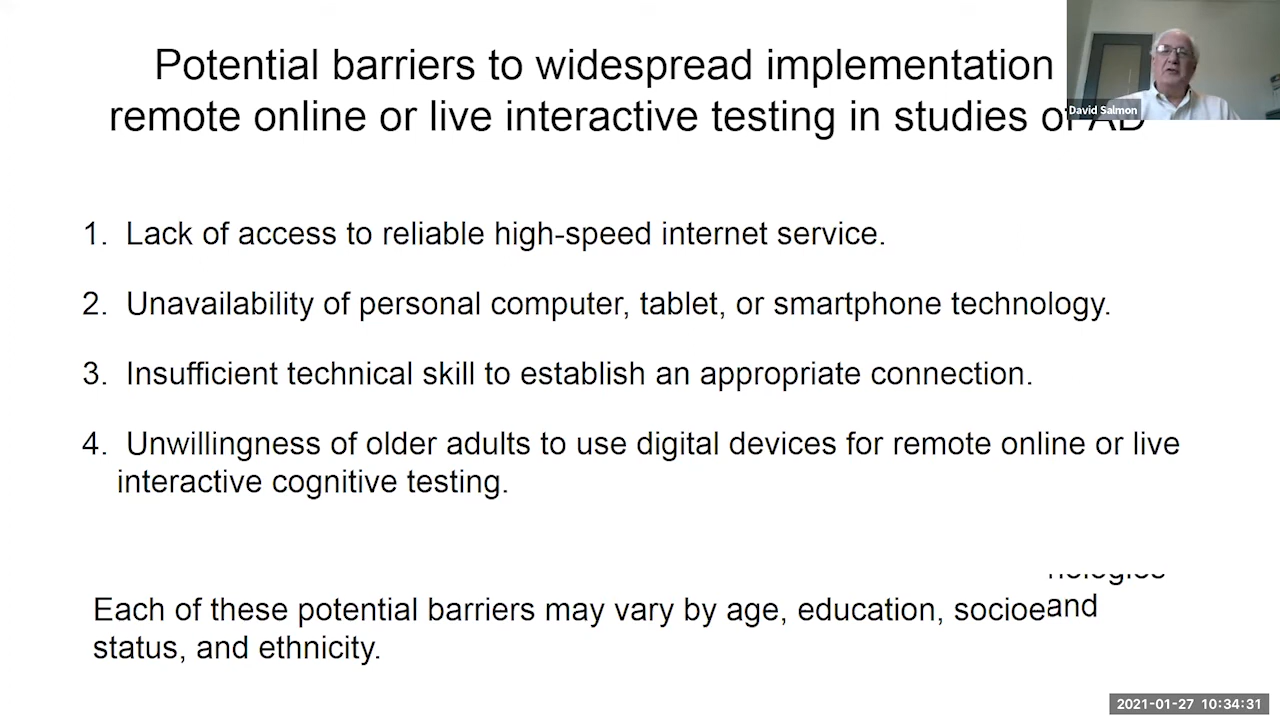 Potential barriers to widespread implementation
remote online or live interactive testing in studies of AD
David Salmon
1. Lack of access to reliable high-speed internet service.
2. Unavailability of personal computer, tablet, or smartphone technology.
3. Insufficient technical skill to establish an appropriate connection.
4. Unwillingness of older adults to use digital devices for remote online or live
interactive cognitive testing.
Each of these potential barriers may vary by age, education, socioe and
status, and ethnicity.
2021-01-27 10:34:31